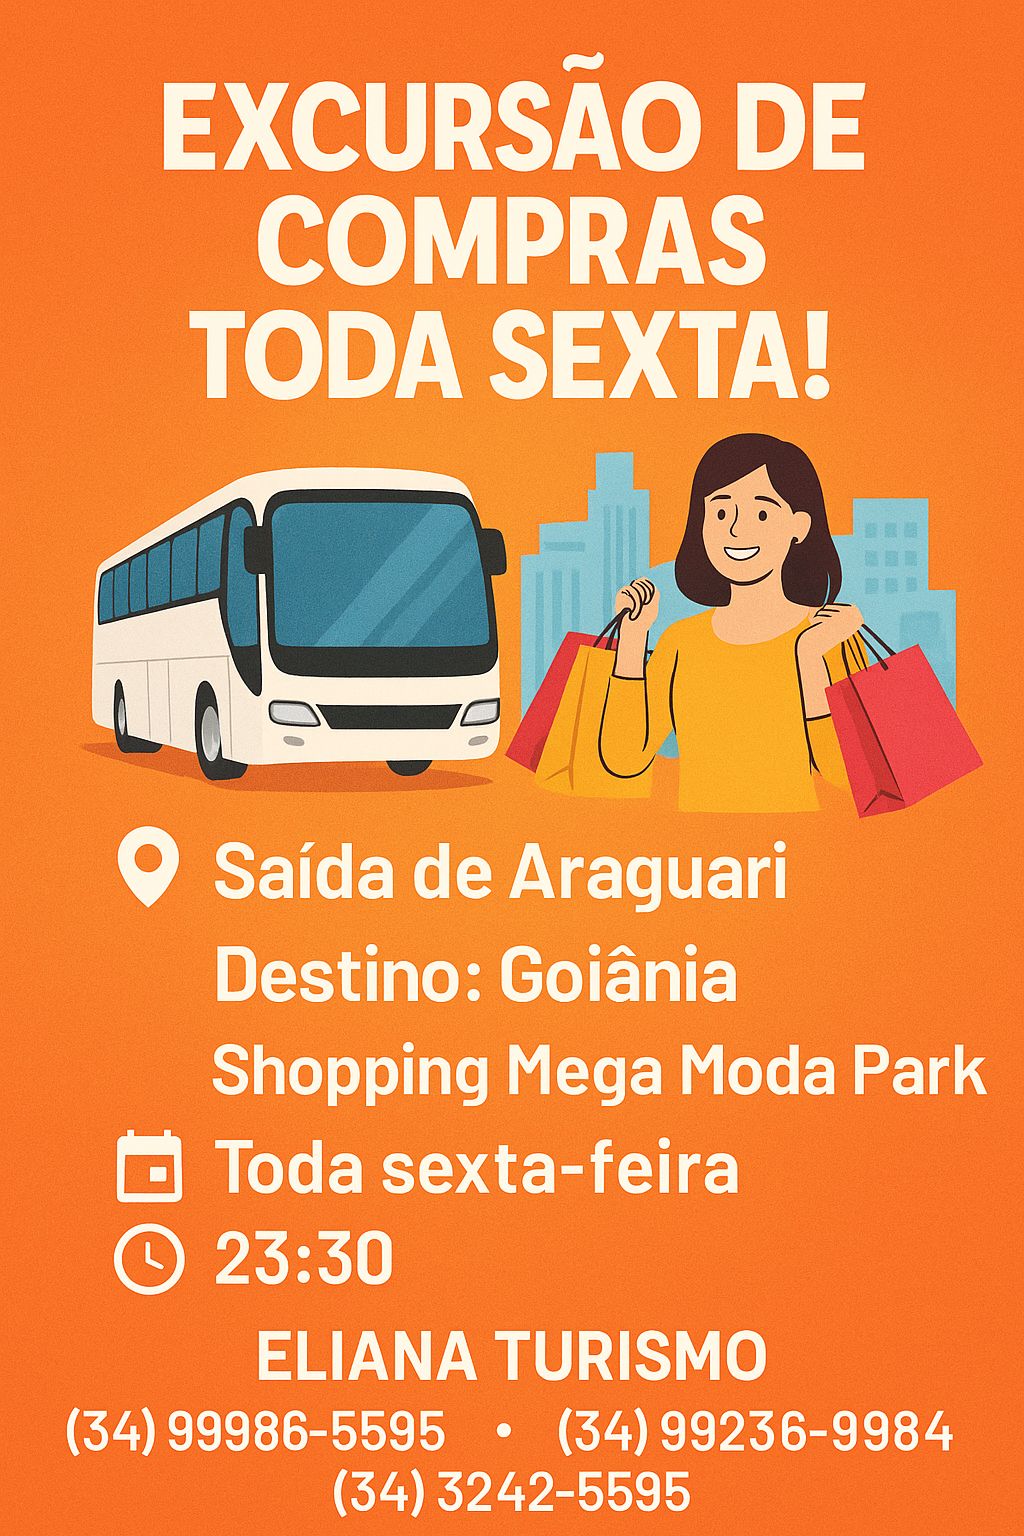 EXCURSÃO DE
COMPRAS
TODA SEXTA!
Saída de Araguari
Destino: Goiânia
Shopping Mega Moda Park
Toda sexta-feira
23:30
ELIANA TURISMO
(34) 99986-5595 • (34) 99236-9984
(34) 3242-5595